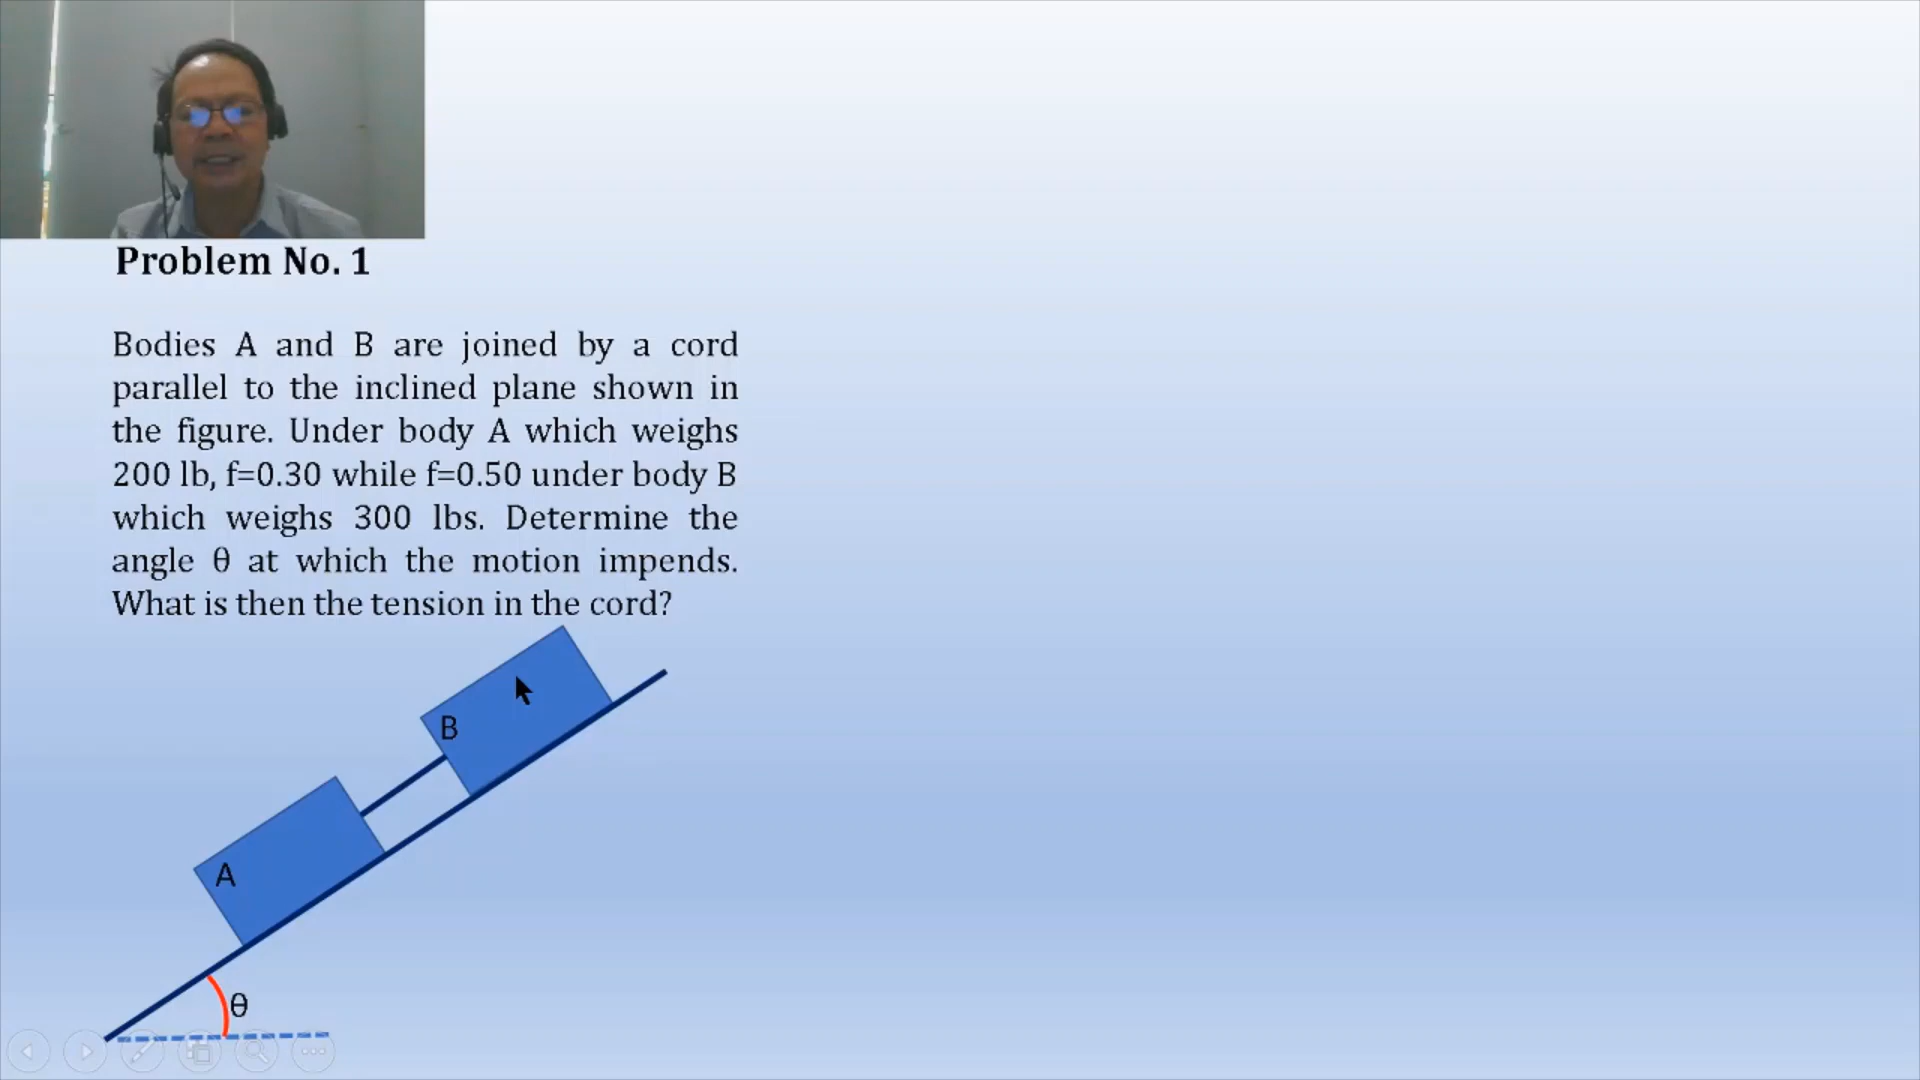 Problem No. 1
Bodies A and B are joined by a cord
parallel to the inclined plane shown in
the figure. Under body A which weighs
200 lb, f=0.30 while f=0.50 under body B
which weighs 300 lbs. Determine the
angle θ at which the motion impends.
What is then the tension in the cord?
B
A
θ